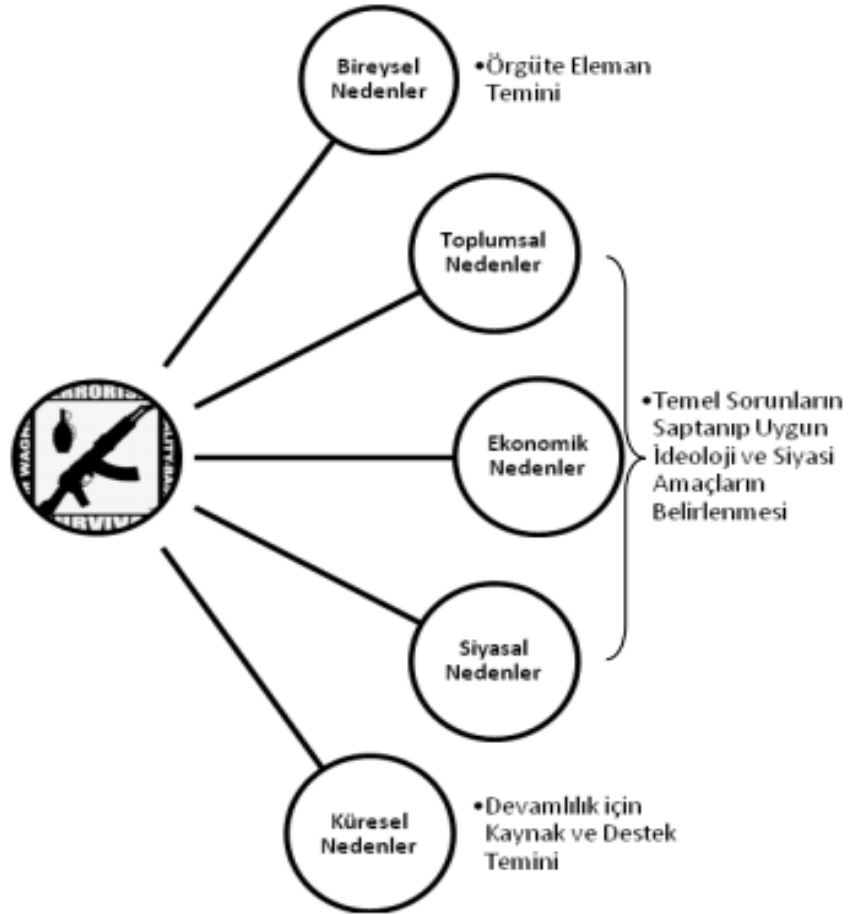 Bireysel
Nedenler
•Örgüte Eleman
Temini
Toplumsal
Nedenler
Ekonomik
Nedenler
•Temel Sorunların
Saptanıp Uygun
İdeoloji ve Siyasi
Amaçların
Belirlenmesi
Siyasal
Nedenler
Küresel
Nedenler
•Devamlılık için
Kaynak ve Destek
Temini